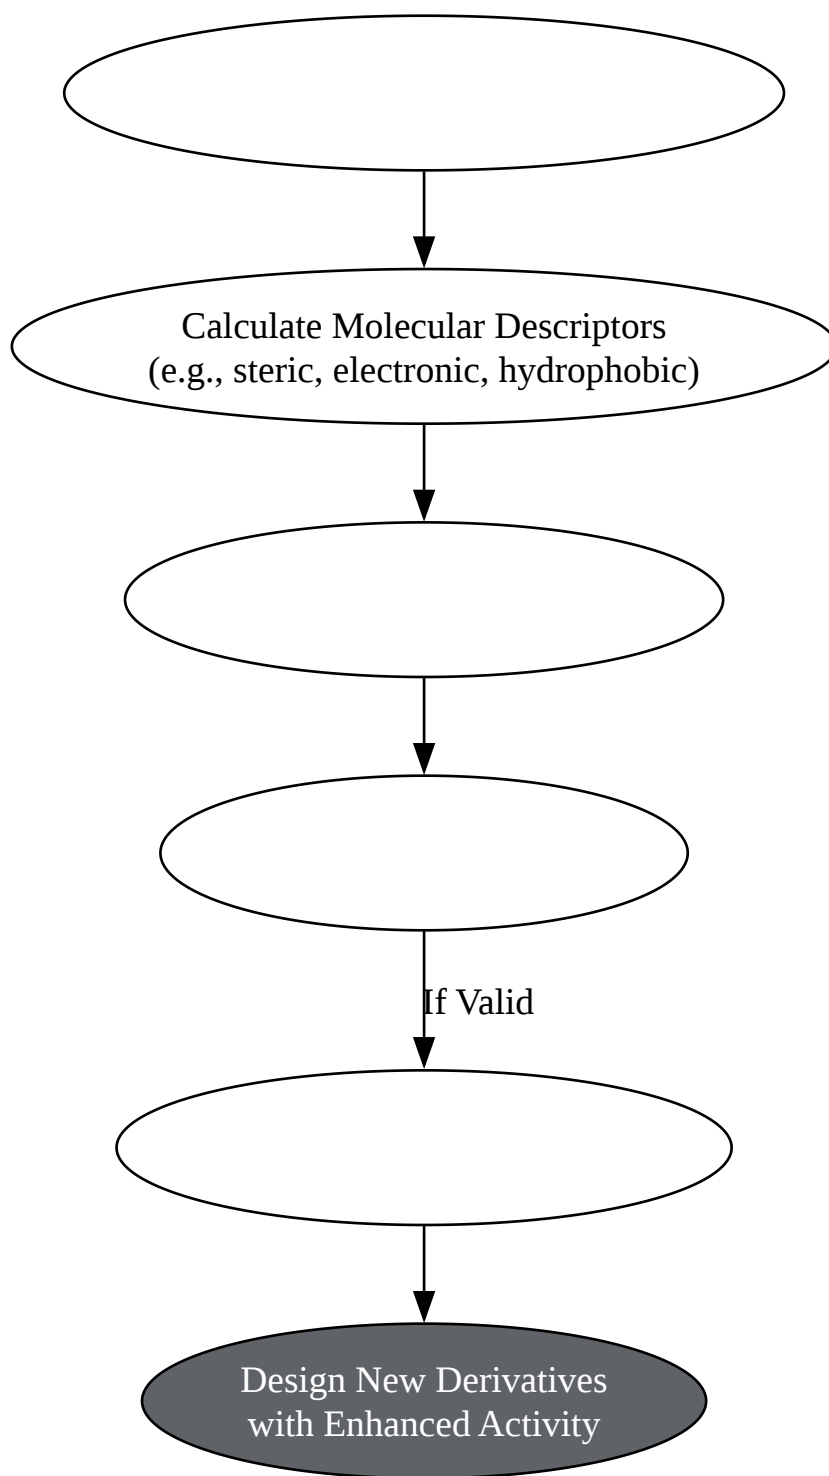 Calculate Molecular Descriptors
(e.g., steric, electronic, hydrophobic)
If Valid
Design New Derivatives
with Enhanced Activity